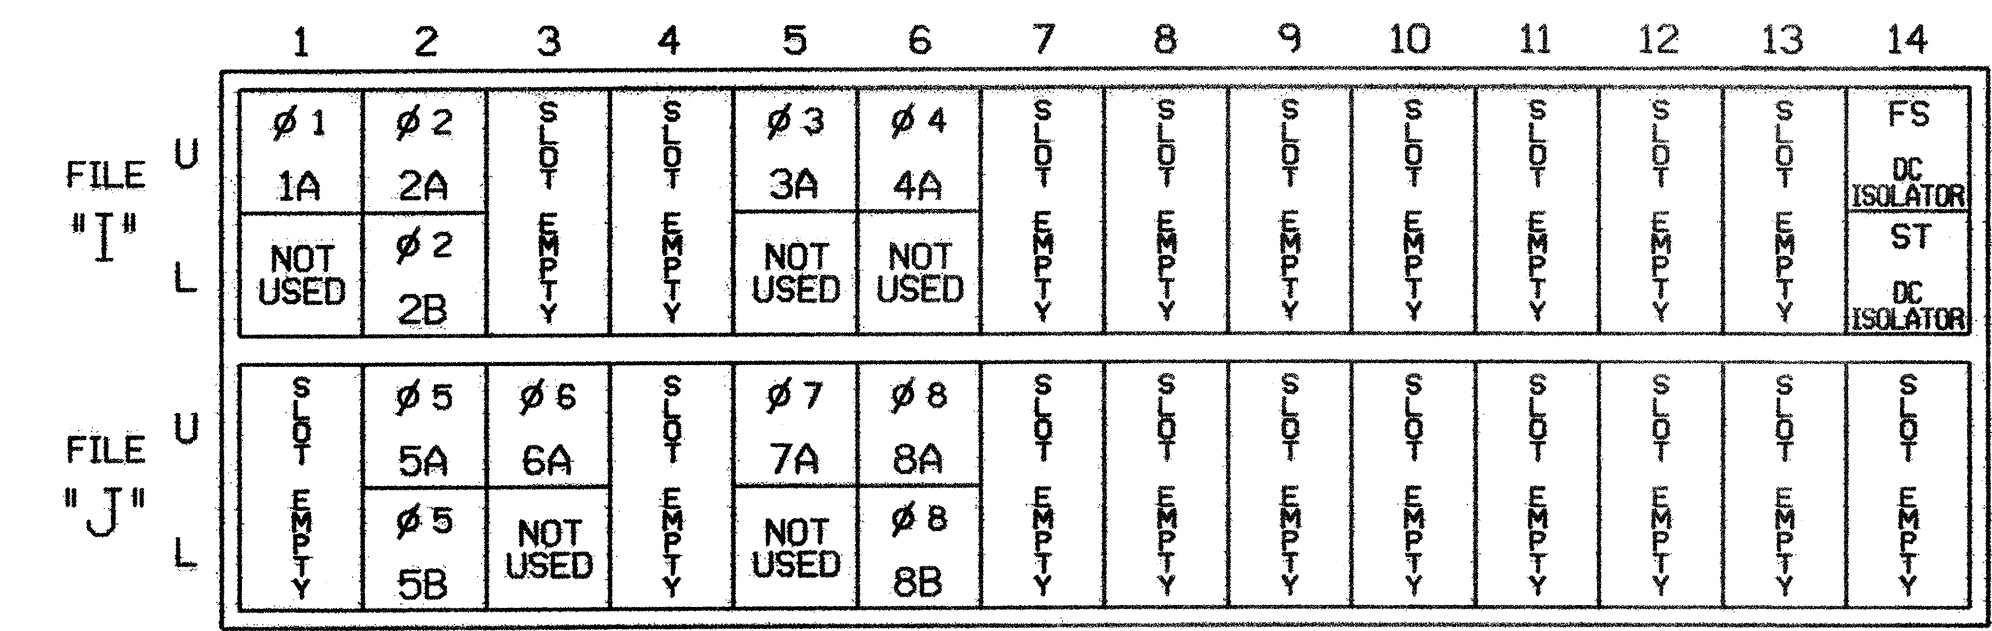 1 2 3 4 5 6 7 8 9 10 11 12 13 14
FILE "I"
U
ø 1 1A
ø 2 2A
SLOT EMPTY
SLOT EMPTY
ø 3 3A
ø 4 4A
SLOT EMPTY
SLOT EMPTY
SLOT EMPTY
SLOT EMPTY
SLOT EMPTY
SLOT EMPTY
SLOT EMPTY
FS
DC
ISOLATOR
L
NOT
USED
ø 2
2B
NOT
USED
NOT
USED
ST
DC
ISOLATOR
FILE "J"
U
SLOT EMPTY
ø 5 5A
ø 6 6A
SLOT EMPTY
ø 7 7A
ø 8 8A
SLOT EMPTY
SLOT EMPTY
SLOT EMPTY
SLOT EMPTY
SLOT EMPTY
SLOT EMPTY
SLOT EMPTY
SLOT EMPTY
L
ø 5
5B
NOT
USED
NOT
USED
ø 8
8B